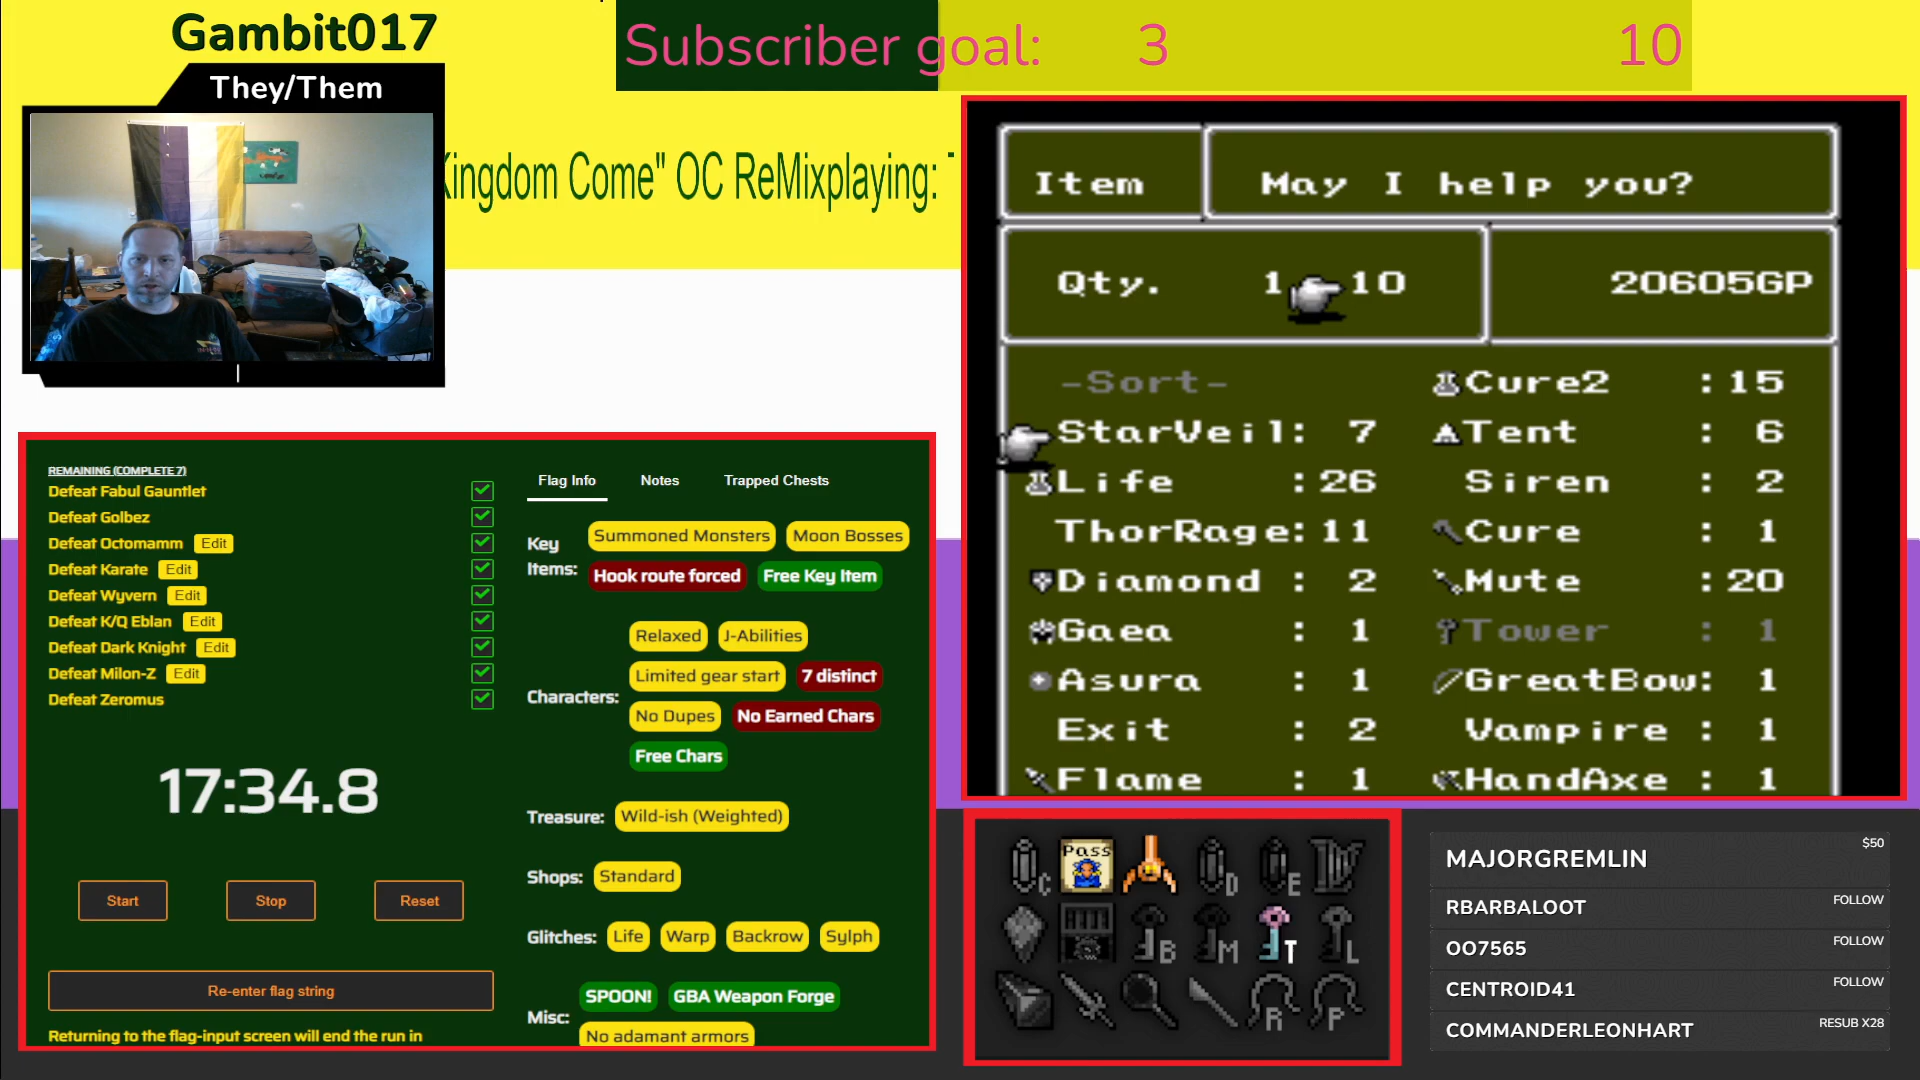 Gambit017
They/Them
Subscriber goal: 3 10
Kingdom Come" OC ReMixplaying:
Item
May I help you?
Qty. 1 10
20605GP
-Sort-
Cure2 :15
StarVeil: 7
Tent : 6
Life :26
Siren : 2
ThorRage:11
Cure : 1
Diamond : 2
Mute :20
Gaea : 1
Tower : 1
Asura : 1
GreatBow: 1
Exit : 2
Vampire : 1
Flame : 1
HandAxe : 1
REMAINING (COMPLETE 7)
Defeat Fabul Gauntlet
Defeat Golbez
Defeat Octomamm Edit
Defeat Karate Edit
Defeat Wyvern Edit
Defeat K/Q Eblan Edit
Defeat Dark Knight Edit
Defeat Milon-Z Edit
Defeat Zeromus
17:34.8
Start Stop Reset
Re-enter flag string
Returning to the flag-input screen will end the run in
Flag Info Notes Trapped Chests
Key Items: Summoned Monsters Moon Bosses
Hook route forced Free Key Item
Characters: Relaxed J-Abilities
Limited gear start 7 distinct
No Dupes No Earned Chars
Free Chars
Treasure: Wild-ish (Weighted)
Shops: Standard
Glitches: Life Warp Backrow Sylph
Misc: SPOON! GBA Weapon Forge
No adamant armors
C Pass D E
B M T L
R P
MAJORGREMLIN $50
RBARBALOOT FOLLOW
OO7565 FOLLOW
CENTROID41 FOLLOW
COMMANDERLEONHART RESUB X28